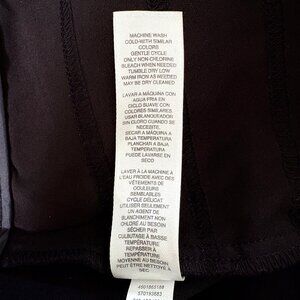 MACHINE WASH
COLD-WITH SIMILAR
COLORS
GENTLE CYCLE
ONLY NON-CHLORINE
BLEACH WHEN NEEDED
TUMBLE DRY LOW
WARM IRON AS NEEDED
MAY BE DRY CLEANED
LAVAR A MÁQUINA CON
AGUA FRIA EN
CICLO SUAVE CON
COLORES SIMILARES
USAR BLANQUEADOR
SIN CLORO CUANDO SE
NECESITE
SECAR A MÁQUINA A
BAJA TEMPERATURA
PLANCHAR A BAJA
TEMPERATURA
PUEDE LAVARSE EN
SECO
LAVER À LA MACHINE À
L'EAU FROIDE AVEC DES
VÊTEMENTS DE
COULEURS
SEMBLABLES
CYCLE DÉLICAT
UTILISER SEULEMENT
UN AGENT DE
BLANCHIMENT NON
CHLORÉ AU BESOIN
SÉCHER PAR
CULBUTAGE À BASSE
TEMPÉRATURE
REPASSER À
TEMPÉRATURE
MOYENNE AU BESOIN
PEUT ÊTRE NETTOYÉ À
SEC
4501865188
570193683